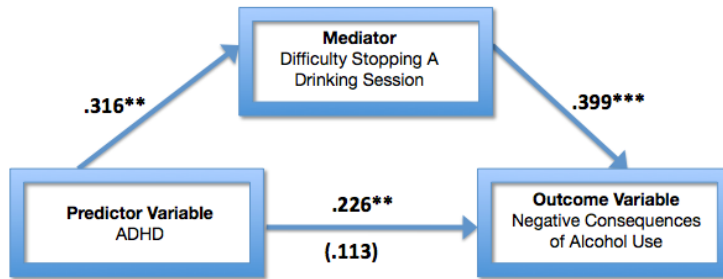 Mediator
Difficulty Stopping A
Drinking Session
.316**
.399***
Predictor Variable
ADHD
.226**
(.113)
Outcome Variable
Negative Consequences
of Alcohol Use